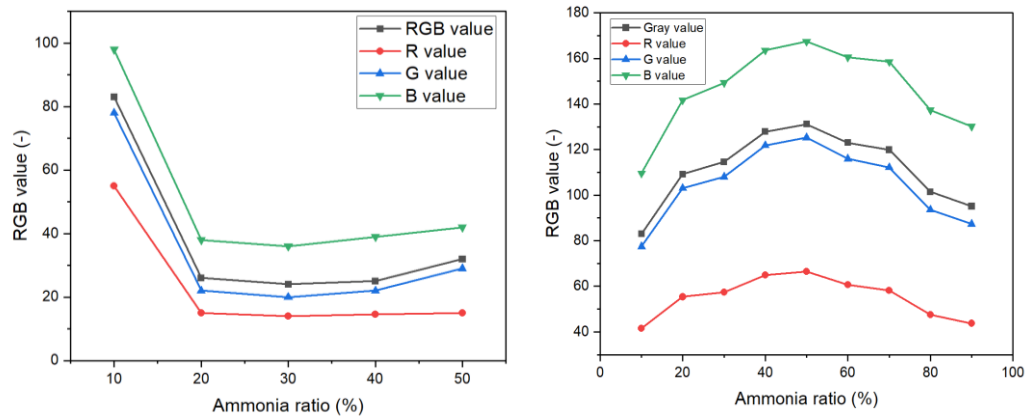 RGB value (-)
100
80
60
40
20
0
RGB value
R value
G value
B value
10 20 30 40 50
Ammonia ratio (%)
RGB value (-)
180
160
140
120
100
80
60
40
Gray value
R value
G value
B value
0 20 40 60 80 100
Ammonia ratio (%)